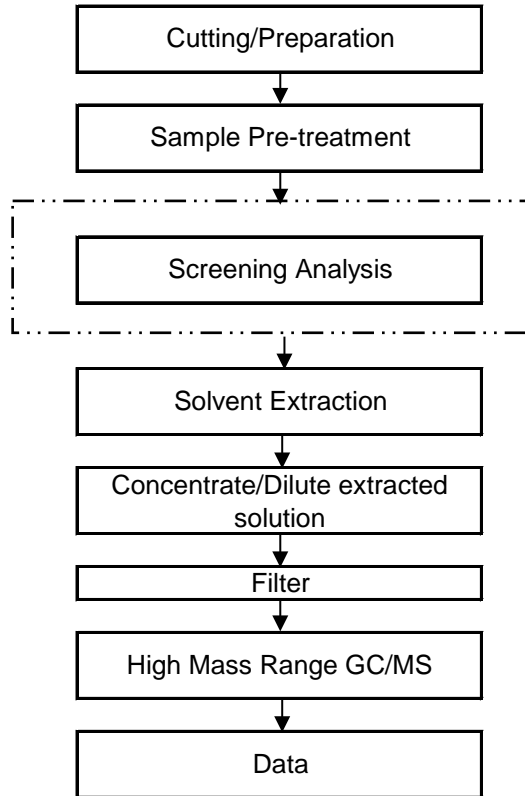 Cutting/Preparation
Sample Pre-treatment
Screening Analysis
Solvent Extraction
Concentrate/Dilute extracted
solution
Filter
High Mass Range GC/MS
Data